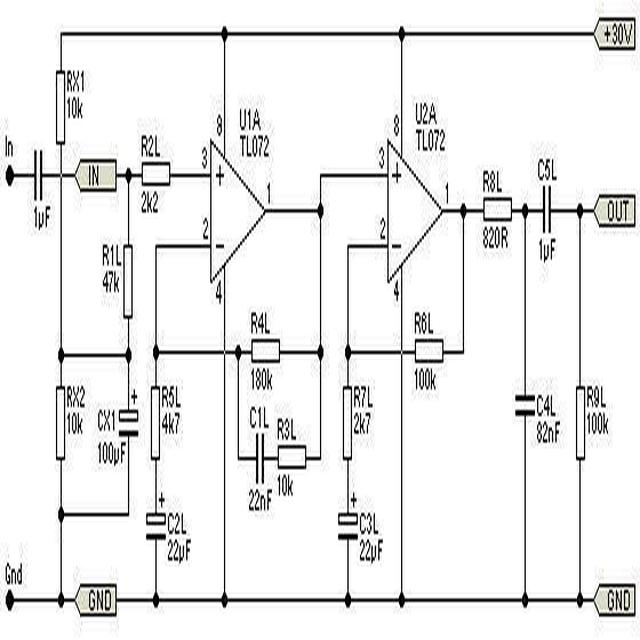 +30V
RX1
10k
In
1µF
IN
R2L
2k2
3
2
8
U1A
TL072
1
4
3
2
8
U2A
TL072
1
4
R8L
820R
C5L
1µF
OUT
R1L
47k
R4L
180k
R6L
100k
RX2
10k
CX1
+
100µF
R5L
4k7
C1L
22nF
R3L
10k
R7L
2k7
C4L
82nF
R9L
100k
+
C2L
22µF
+
C3L
22µF
Gnd
GND
GND